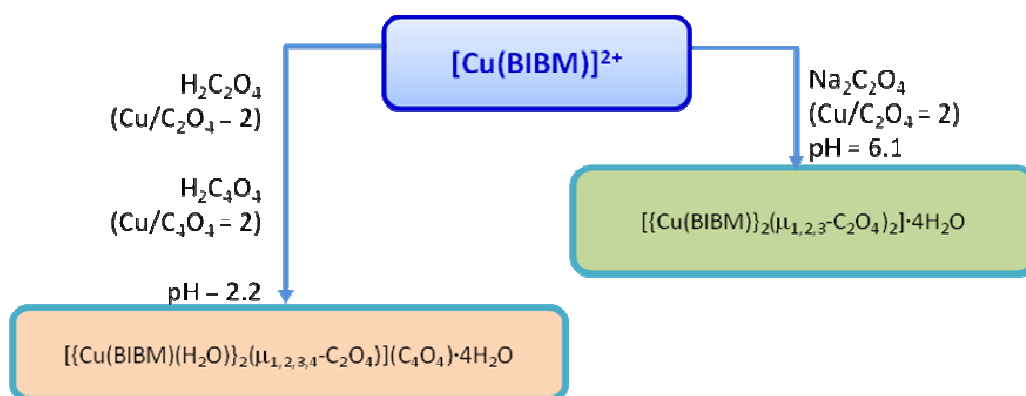 [Cu(BIBM)]²⁺
H₂C₂O₄
(Cu/C₂O₄ – 2)
H₂C₄O₄
(Cu/C₄O₄ = 2)
pH – 2.2
Na₂C₂O₄
(Cu/C₂O₄ = 2)
pH = 6.1
[{Cu(BIBM)}₂(μ₁,₂,₃-C₂O₄)₂]·4H₂O
[{Cu(BIBM)(H₂O)}₂(μ₁,₂,₃,₄-C₂O₄)](C₄O₄)·4H₂O